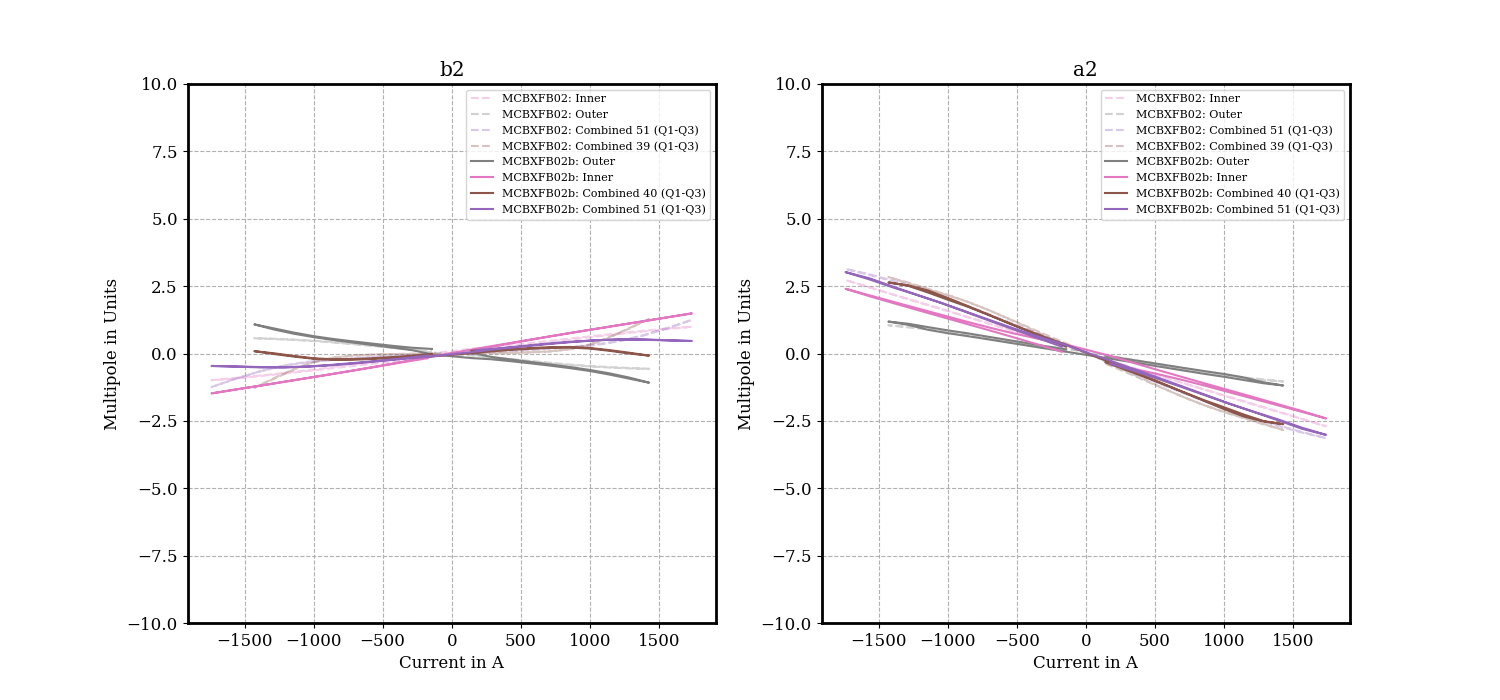 b2
10.0
7.5
5.0
2.5
0.0
−2.5
−5.0
−7.5
−10.0
Multipole in Units
−1500 −1000 −500 0 500 1000 1500
Current in A
MCBXFB02: Inner
MCBXFB02: Outer
MCBXFB02: Combined 51 (Q1-Q3)
MCBXFB02: Combined 39 (Q1-Q3)
MCBXFB02b: Outer
MCBXFB02b: Inner
MCBXFB02b: Combined 40 (Q1-Q3)
MCBXFB02b: Combined 51 (Q1-Q3)
a2
10.0
7.5
5.0
2.5
0.0
−2.5
−5.0
−7.5
−10.0
Multipole in Units
−1500 −1000 −500 0 500 1000 1500
Current in A
MCBXFB02: Inner
MCBXFB02: Outer
MCBXFB02: Combined 51 (Q1-Q3)
MCBXFB02: Combined 39 (Q1-Q3)
MCBXFB02b: Outer
MCBXFB02b: Inner
MCBXFB02b: Combined 40 (Q1-Q3)
MCBXFB02b: Combined 51 (Q1-Q3)